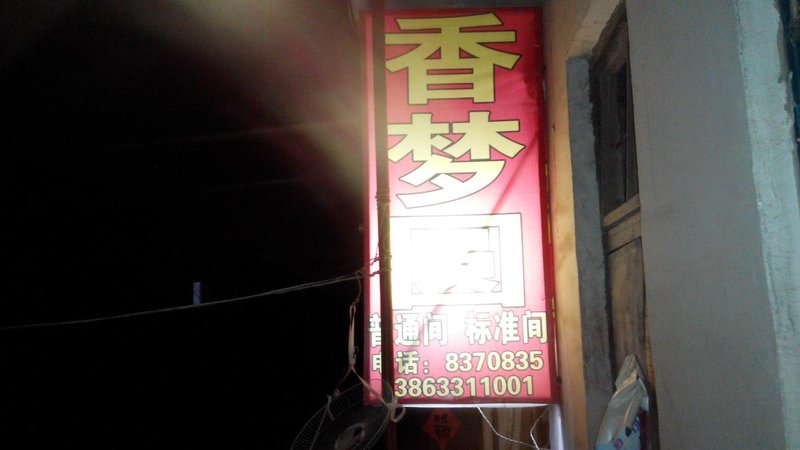 香
梦
园
普通间 标准间
电话：8370835
3863311001